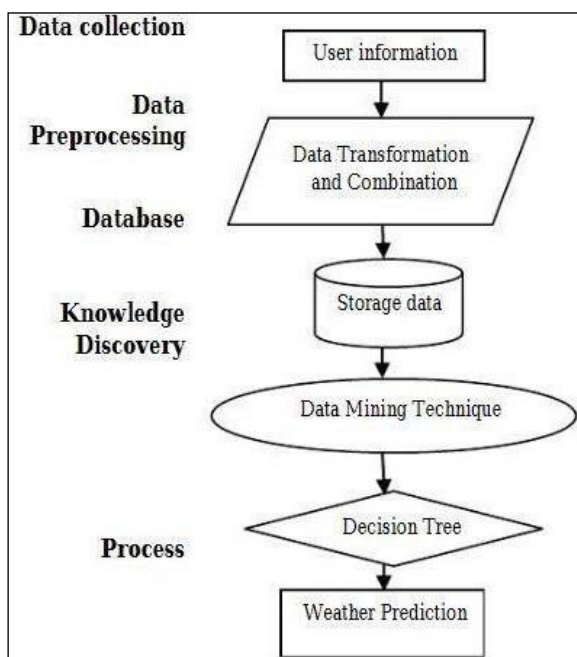 Data collection
User information
Data
Preprocessing
Data Transformation
and Combination
Database
Storage data
Knowledge
Discovery
Data Mining Technique
Decision Tree
Process
Weather Prediction